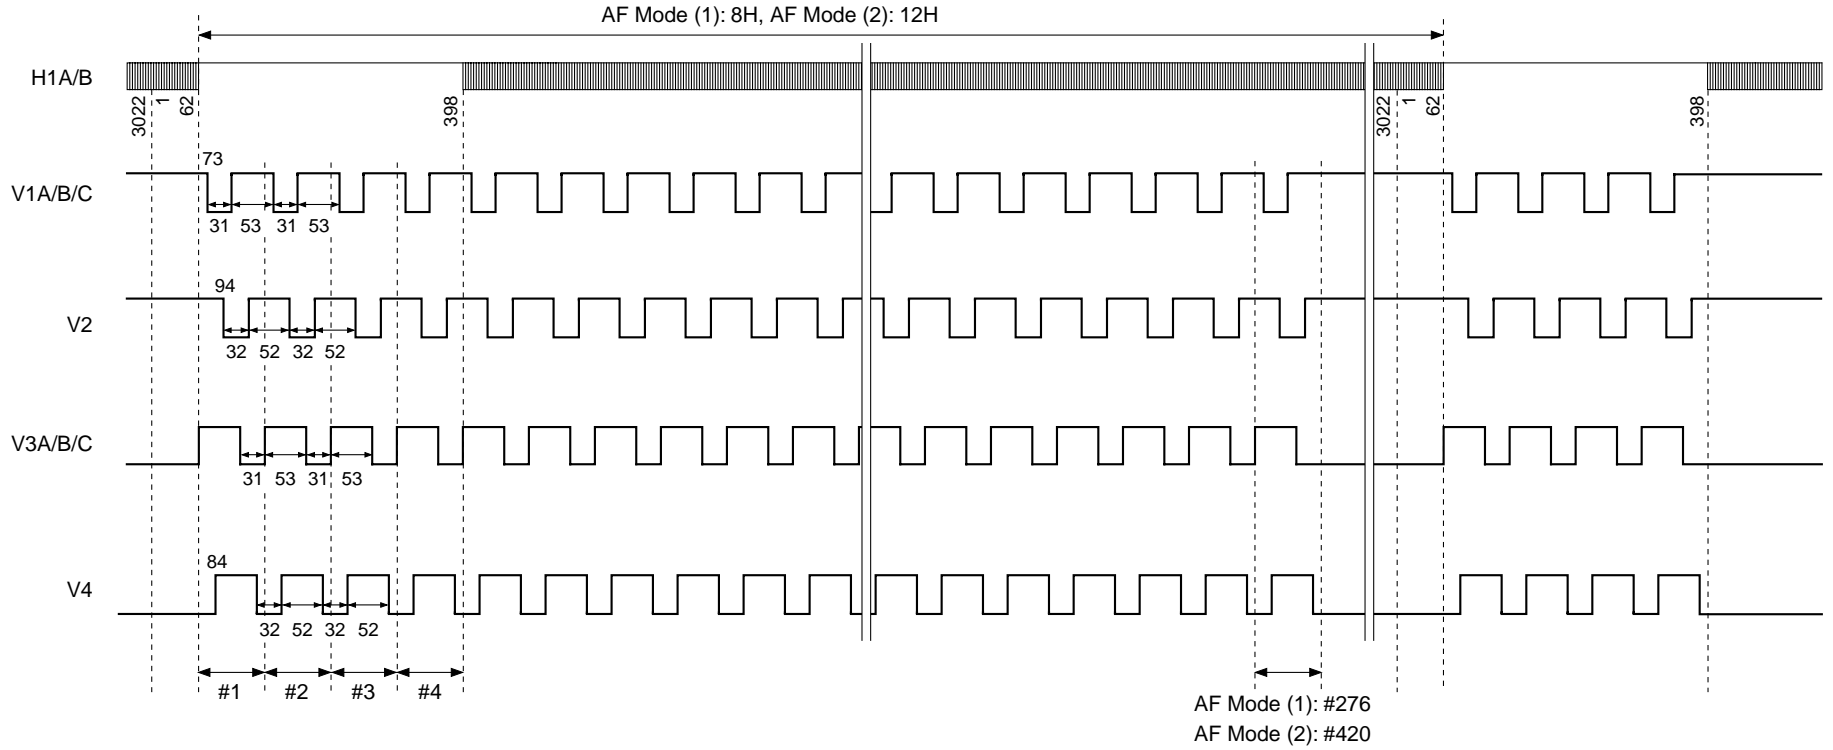 AF Mode (1): 8H, AF Mode (2): 12H
H1A/B
3022
1
62
398
3022
1
62
398
V1A/B/C
73
31 53 31 53
V2
94
32 52 32 52
V3A/B/C
31 53 31 53
V4
84
32 52 32 52
#1 #2 #3 #4
AF Mode (1): #276
AF Mode (2): #420